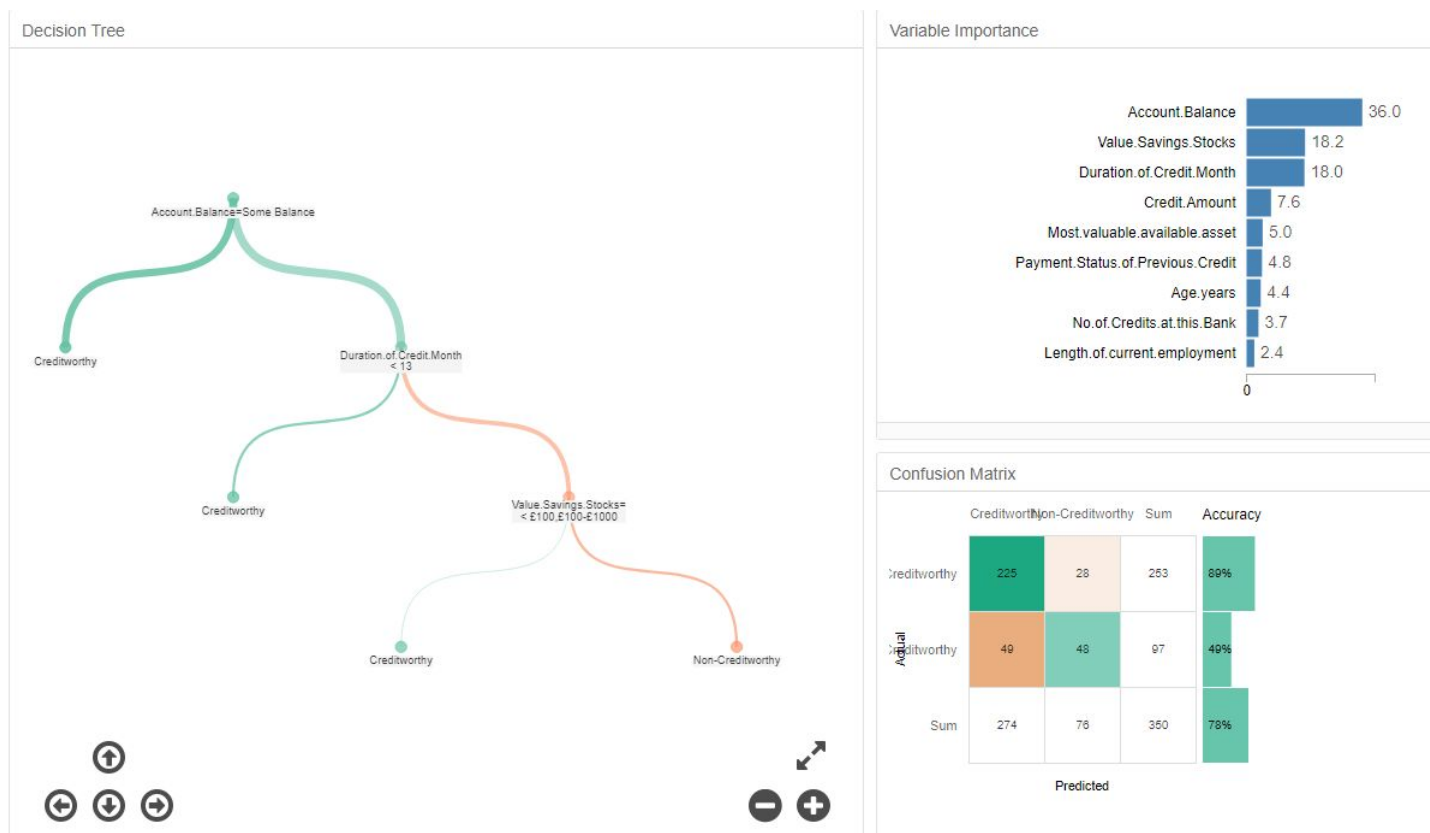 Decision Tree
Account.Balance=Some Balance
Creditworthy
Duration.of.Credit.Month
< 13
Creditworthy
Value.Savings.Stocks=
< £100,£100-£1000
Creditworthy
Non-Creditworthy
Variable Importance
Account.Balance 36.0
Value.Savings.Stocks 18.2
Duration.of.Credit.Month 18.0
Credit.Amount 7.6
Most.valuable.available.asset 5.0
Payment.Status.of.Previous.Credit 4.8
Age.years 4.4
No.of.Credits.at.this.Bank 3.7
Length.of.current.employment 2.4
0
Confusion Matrix
Non-Creditworthy Sum Accuracy
225 28 253 89%
Actual
49 48 97 49%
Sum 274 76 350 78%
Predicted